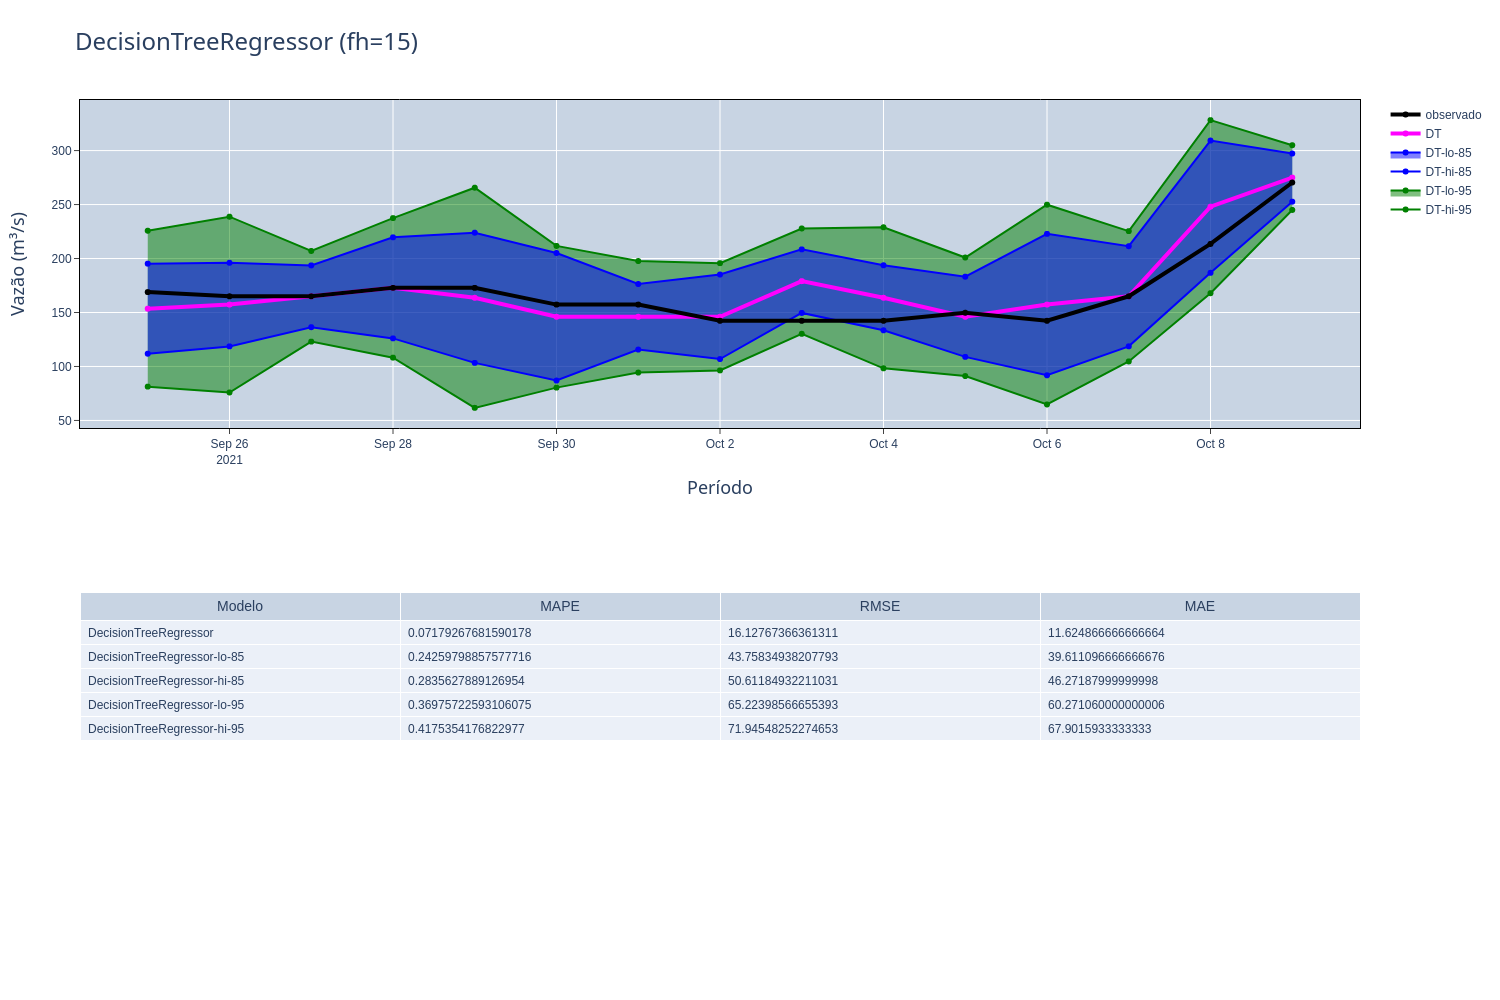 DecisionTreeRegressor (fh=15)
observado
DT
DT-lo-85
DT-hi-85
DT-lo-95
DT-hi-95
Vazão (m³/s)
300
250
200
150
100
50
Sep 26
2021
Sep 28
Sep 30
Oct 2
Oct 4
Oct 6
Oct 8
Período
Modelo MAPE RMSE MAE
DecisionTreeRegressor 0.07179267681590178 16.12767366361311 11.624866666666664
DecisionTreeRegressor-lo-85 0.24259798857577716 43.75834938207793 39.611096666666676
DecisionTreeRegressor-hi-85 0.2835627889126954 50.61184932211031 46.27187999999998
DecisionTreeRegressor-lo-95 0.36975722593106075 65.22398566655393 60.271060000000006
DecisionTreeRegressor-hi-95 0.4175354176822977 71.94548252274653 67.9015933333333